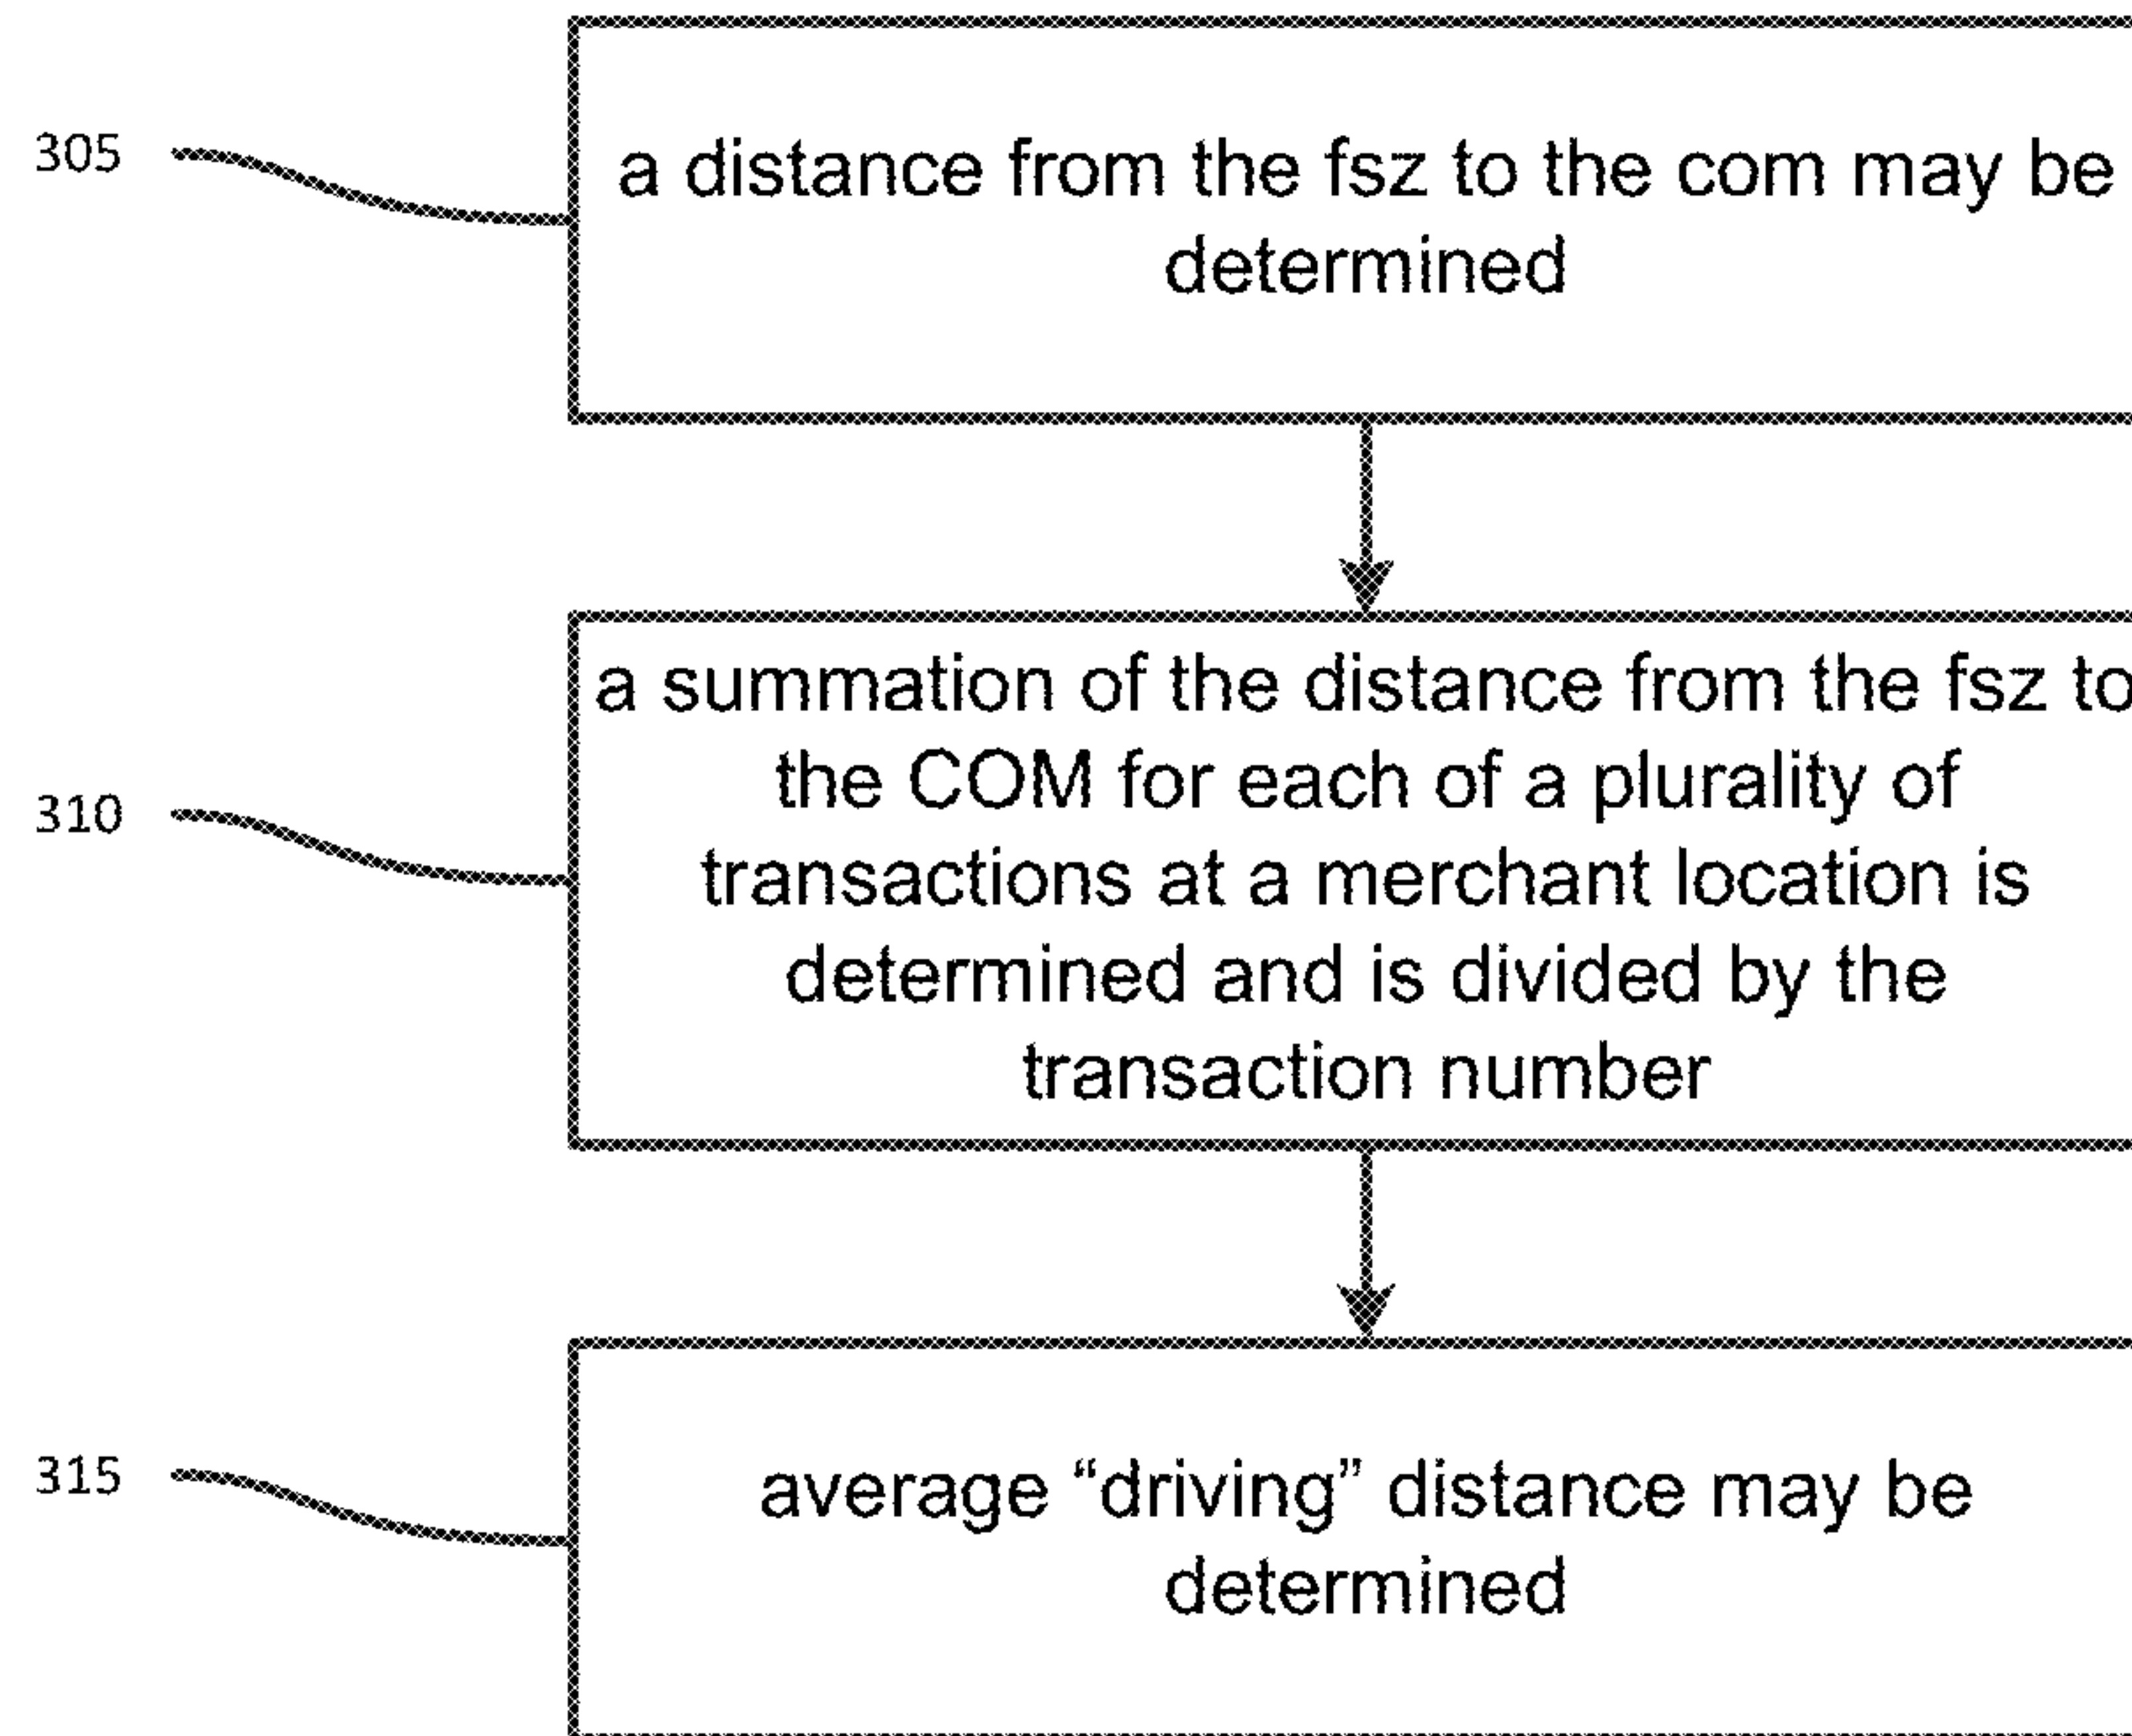 305
a distance from the fsz to the com may be
determined
310
a summation of the distance from the fsz to
the COM for each of a plurality of
transactions at a merchant location is
determined and is divided by the
transaction number
315
average “driving” distance may be
determined